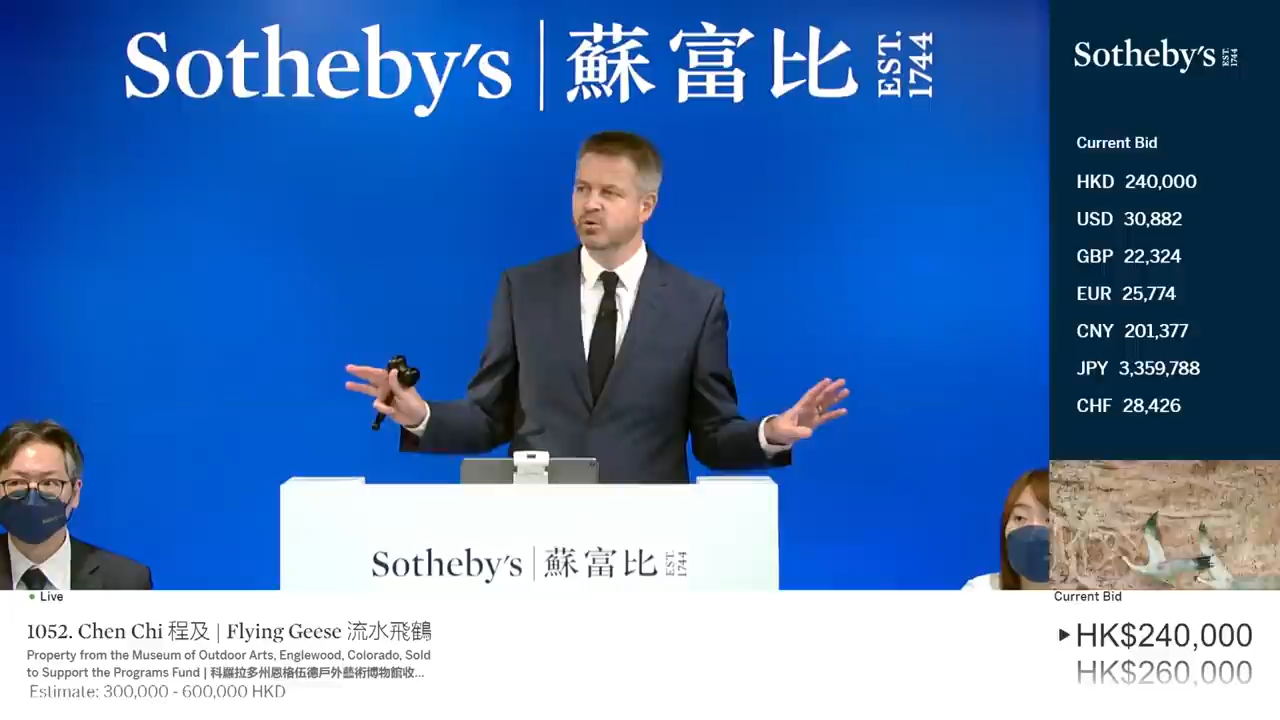 Sotheby's | 蘇富比 EST. 1744
Sotheby's EST. 1744
Current Bid
HKD 240,000
USD 30,882
GBP 22,324
EUR 25,774
CNY 201,377
JPY 3,359,788
CHF 28,426
Sotheby's | 蘇富比 EST. 1744
Live
1052. Chen Chi 程及 | Flying Geese 流水飛鶴
Property from the Museum of Outdoor Arts, Englewood, Colorado, Sold
to Support the Programs Fund | 科羅拉多州恩格伍德戶外藝術博物館收...
Estimate: 300,000 - 600,000 HKD
Current Bid
HK$240,000
HK$260,000